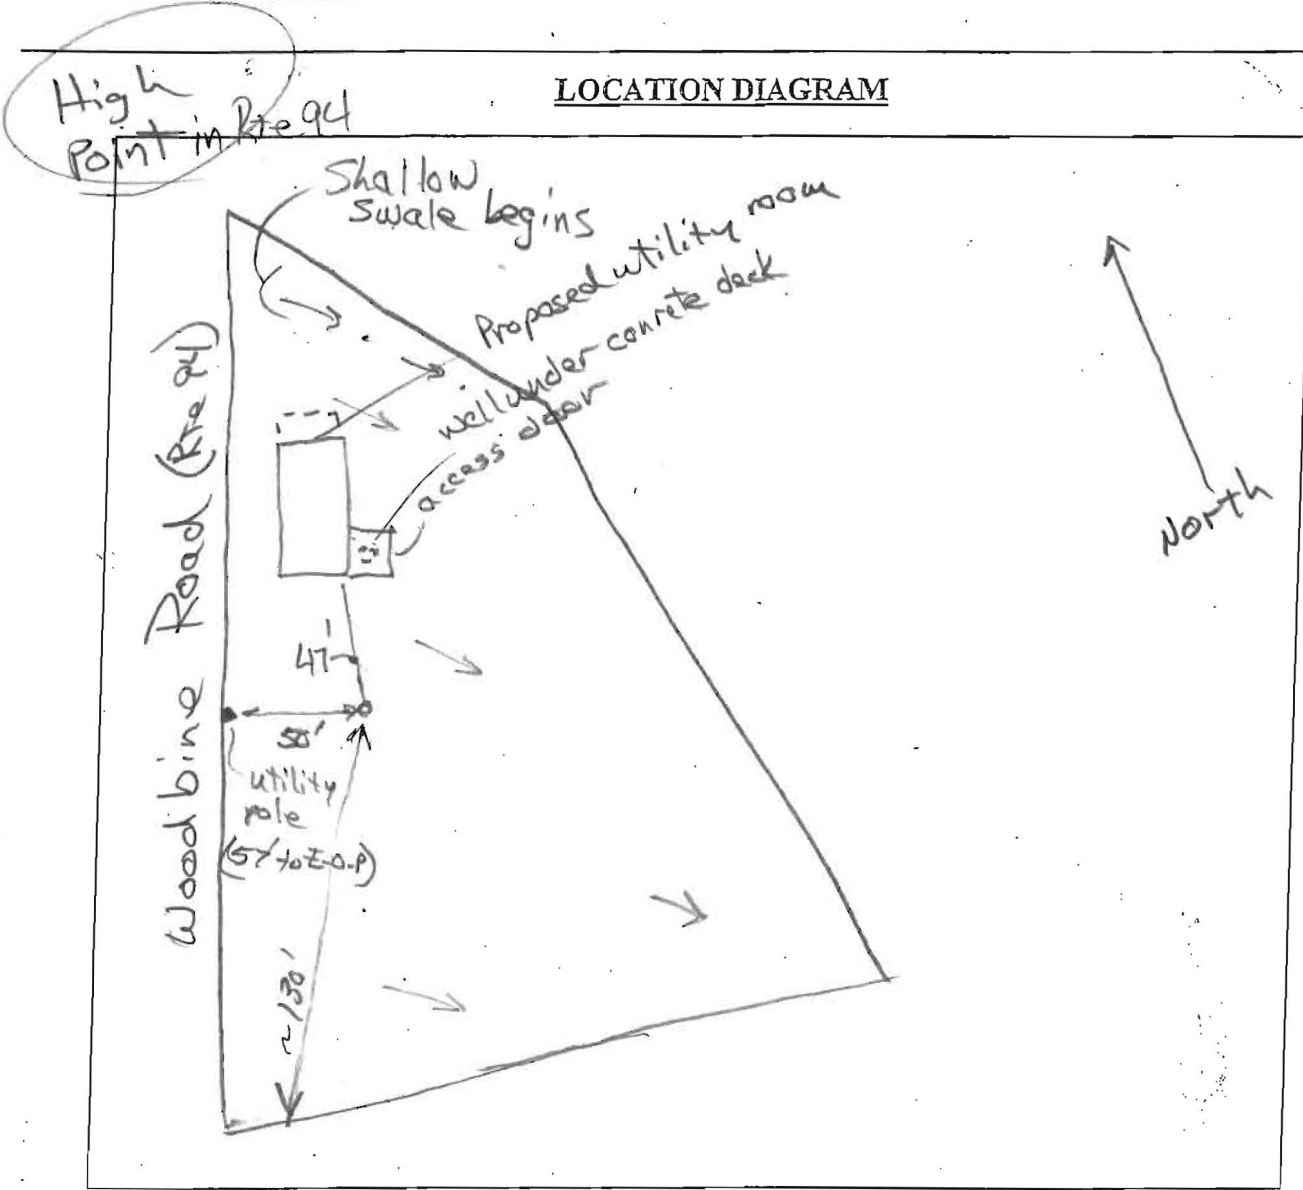 LOCATION DIAGRAM
High
Point in Rte 94
Shallow
Swale begins
Proposed utility room
well under conrete deck
access door
North
Woodbine Road (Rte 94)
47'
50'
utility
pole
~130'